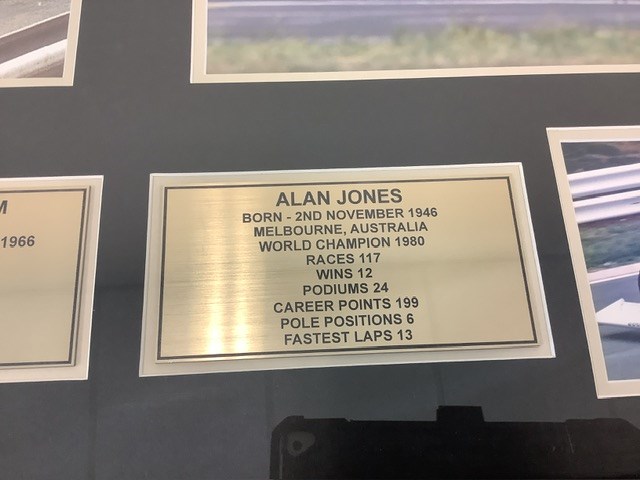 M
1966
ALAN JONES
BORN - 2ND NOVEMBER 1946
MELBOURNE, AUSTRALIA
WORLD CHAMPION 1980
RACES 117
WINS 12
PODIUMS 24
CAREER POINTS 199
POLE POSITIONS 6
FASTEST LAPS 13